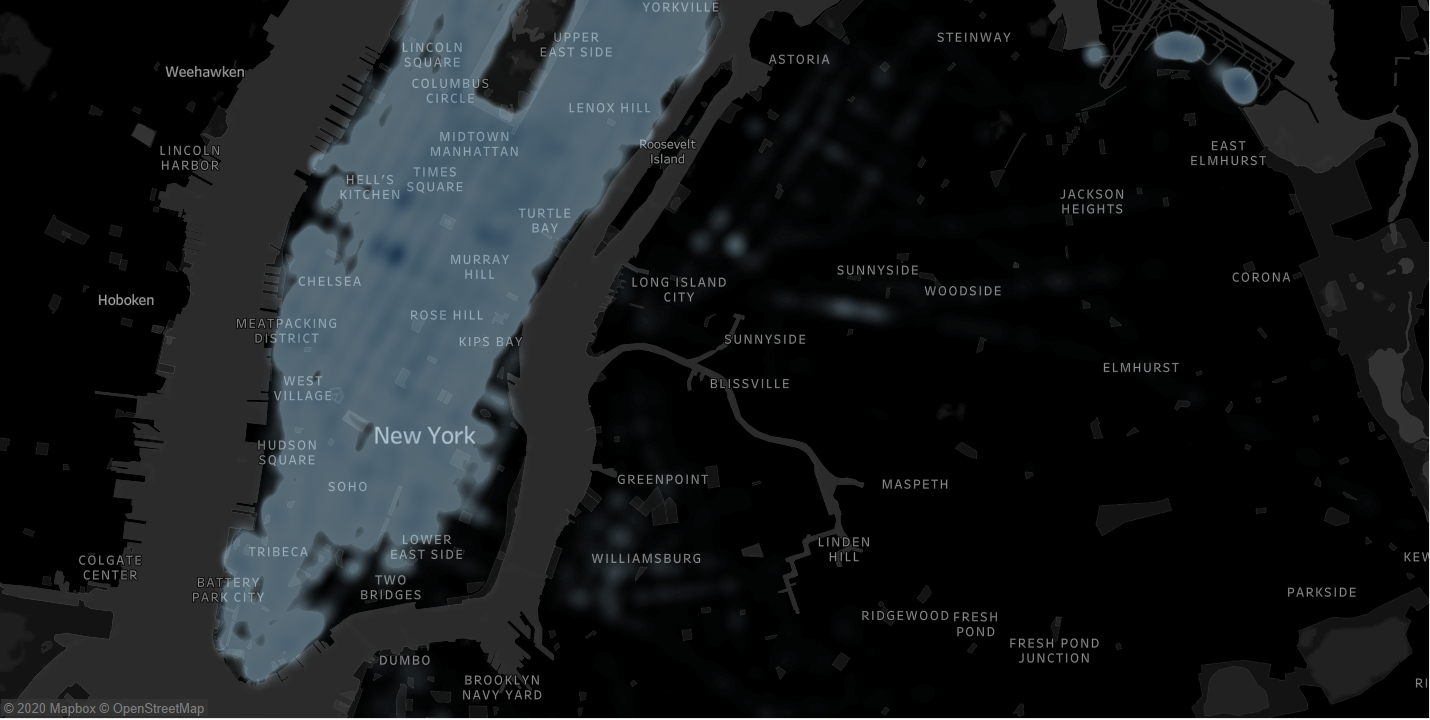 YORKVILLE
LINCOLN
SQUARE
UPPER
EAST SIDE
STEINWAY
ASTORIA
Weehawken
COLUMBUS
CIRCLE
LENOX HILL
MIDTOWN
MANHATTAN
Roosevelt
Island
LINCOLN
HARBOR
EAST
ELMHURST
HELL'S
KITCHEN
TIMES
SQUARE
JACKSON
HEIGHTS
TURTLE
BAY
MURRAY
HILL
SUNNYSIDE
CORONA
CHELSEA
LONG ISLAND
CITY
WOODSIDE
Hoboken
ROSE HILL
MEATPACKING
DISTRICT
KIPS BAY
SUNNYSIDE
ELMHURST
WEST
VILLAGE
BLISSVILLE
New York
HUDSON
SQUARE
GREENPOINT
MASPETH
SOHO
LOWER
EAST SIDE
LINDEN
HILL
TRIBECA
WILLIAMSBURG
KEW
COLGATE
CENTER
BATTERY
PARK CITY
TWO
BRIDGES
PARKSIDE
RIDGEWOOD
FRESH
POND
FRESH POND
JUNCTION
DUMBO
BROOKLYN
NAVY YARD
RI
© 2020 Mapbox © OpenStreetMap